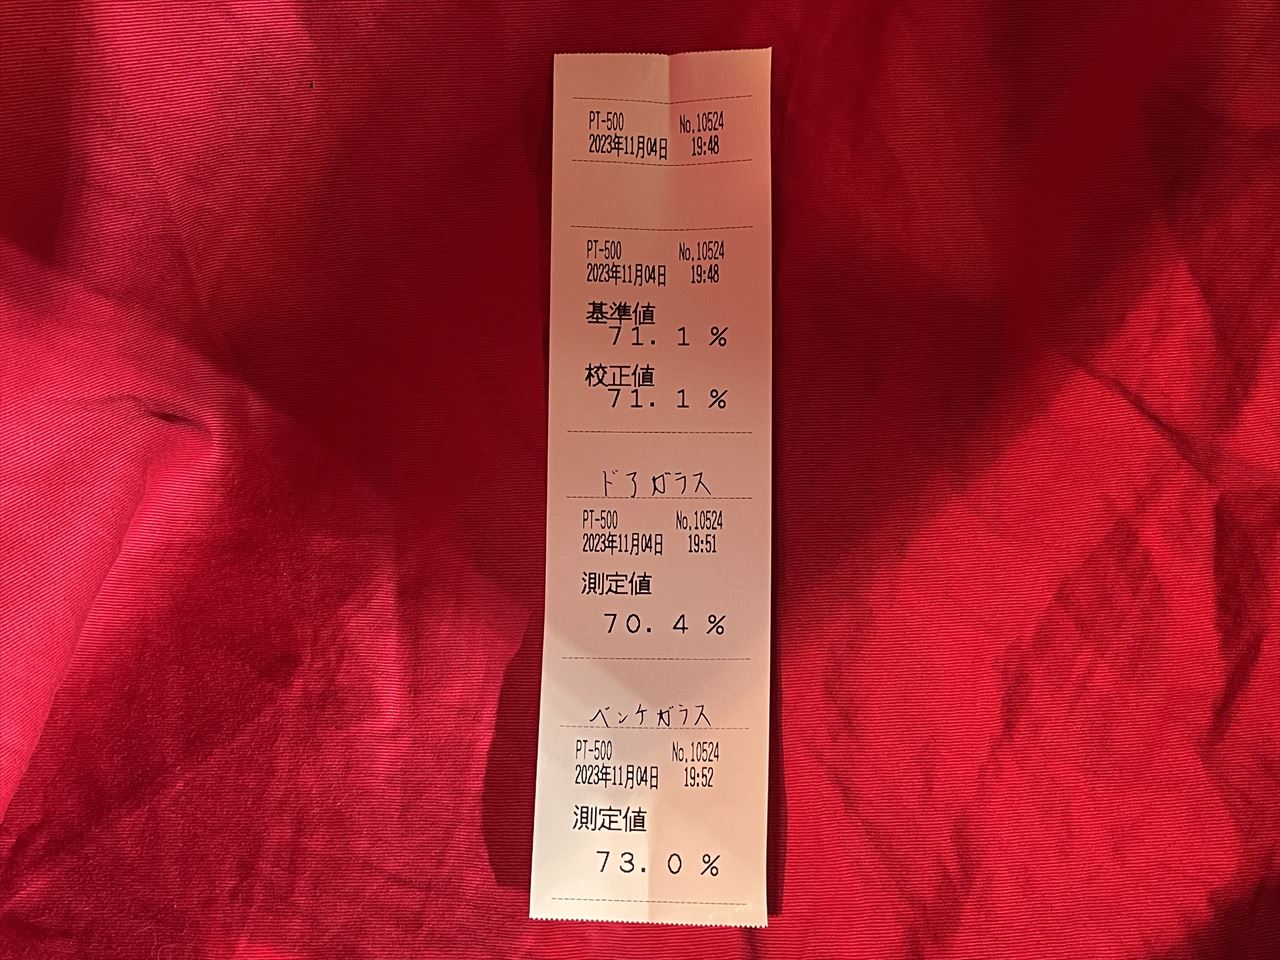 PT-500 No.10524
2023年11月04日 19:48
PT-500 No.10524
2023年11月04日 19:48
基準値
71.1%
校正値
71.1%
ドアガラス
PT-500 No.10524
2023年11月04日 19:51
測定値
70.4%
ベンケガラス
PT-500 No.10524
2023年11月04日 19:52
測定値
73.0%